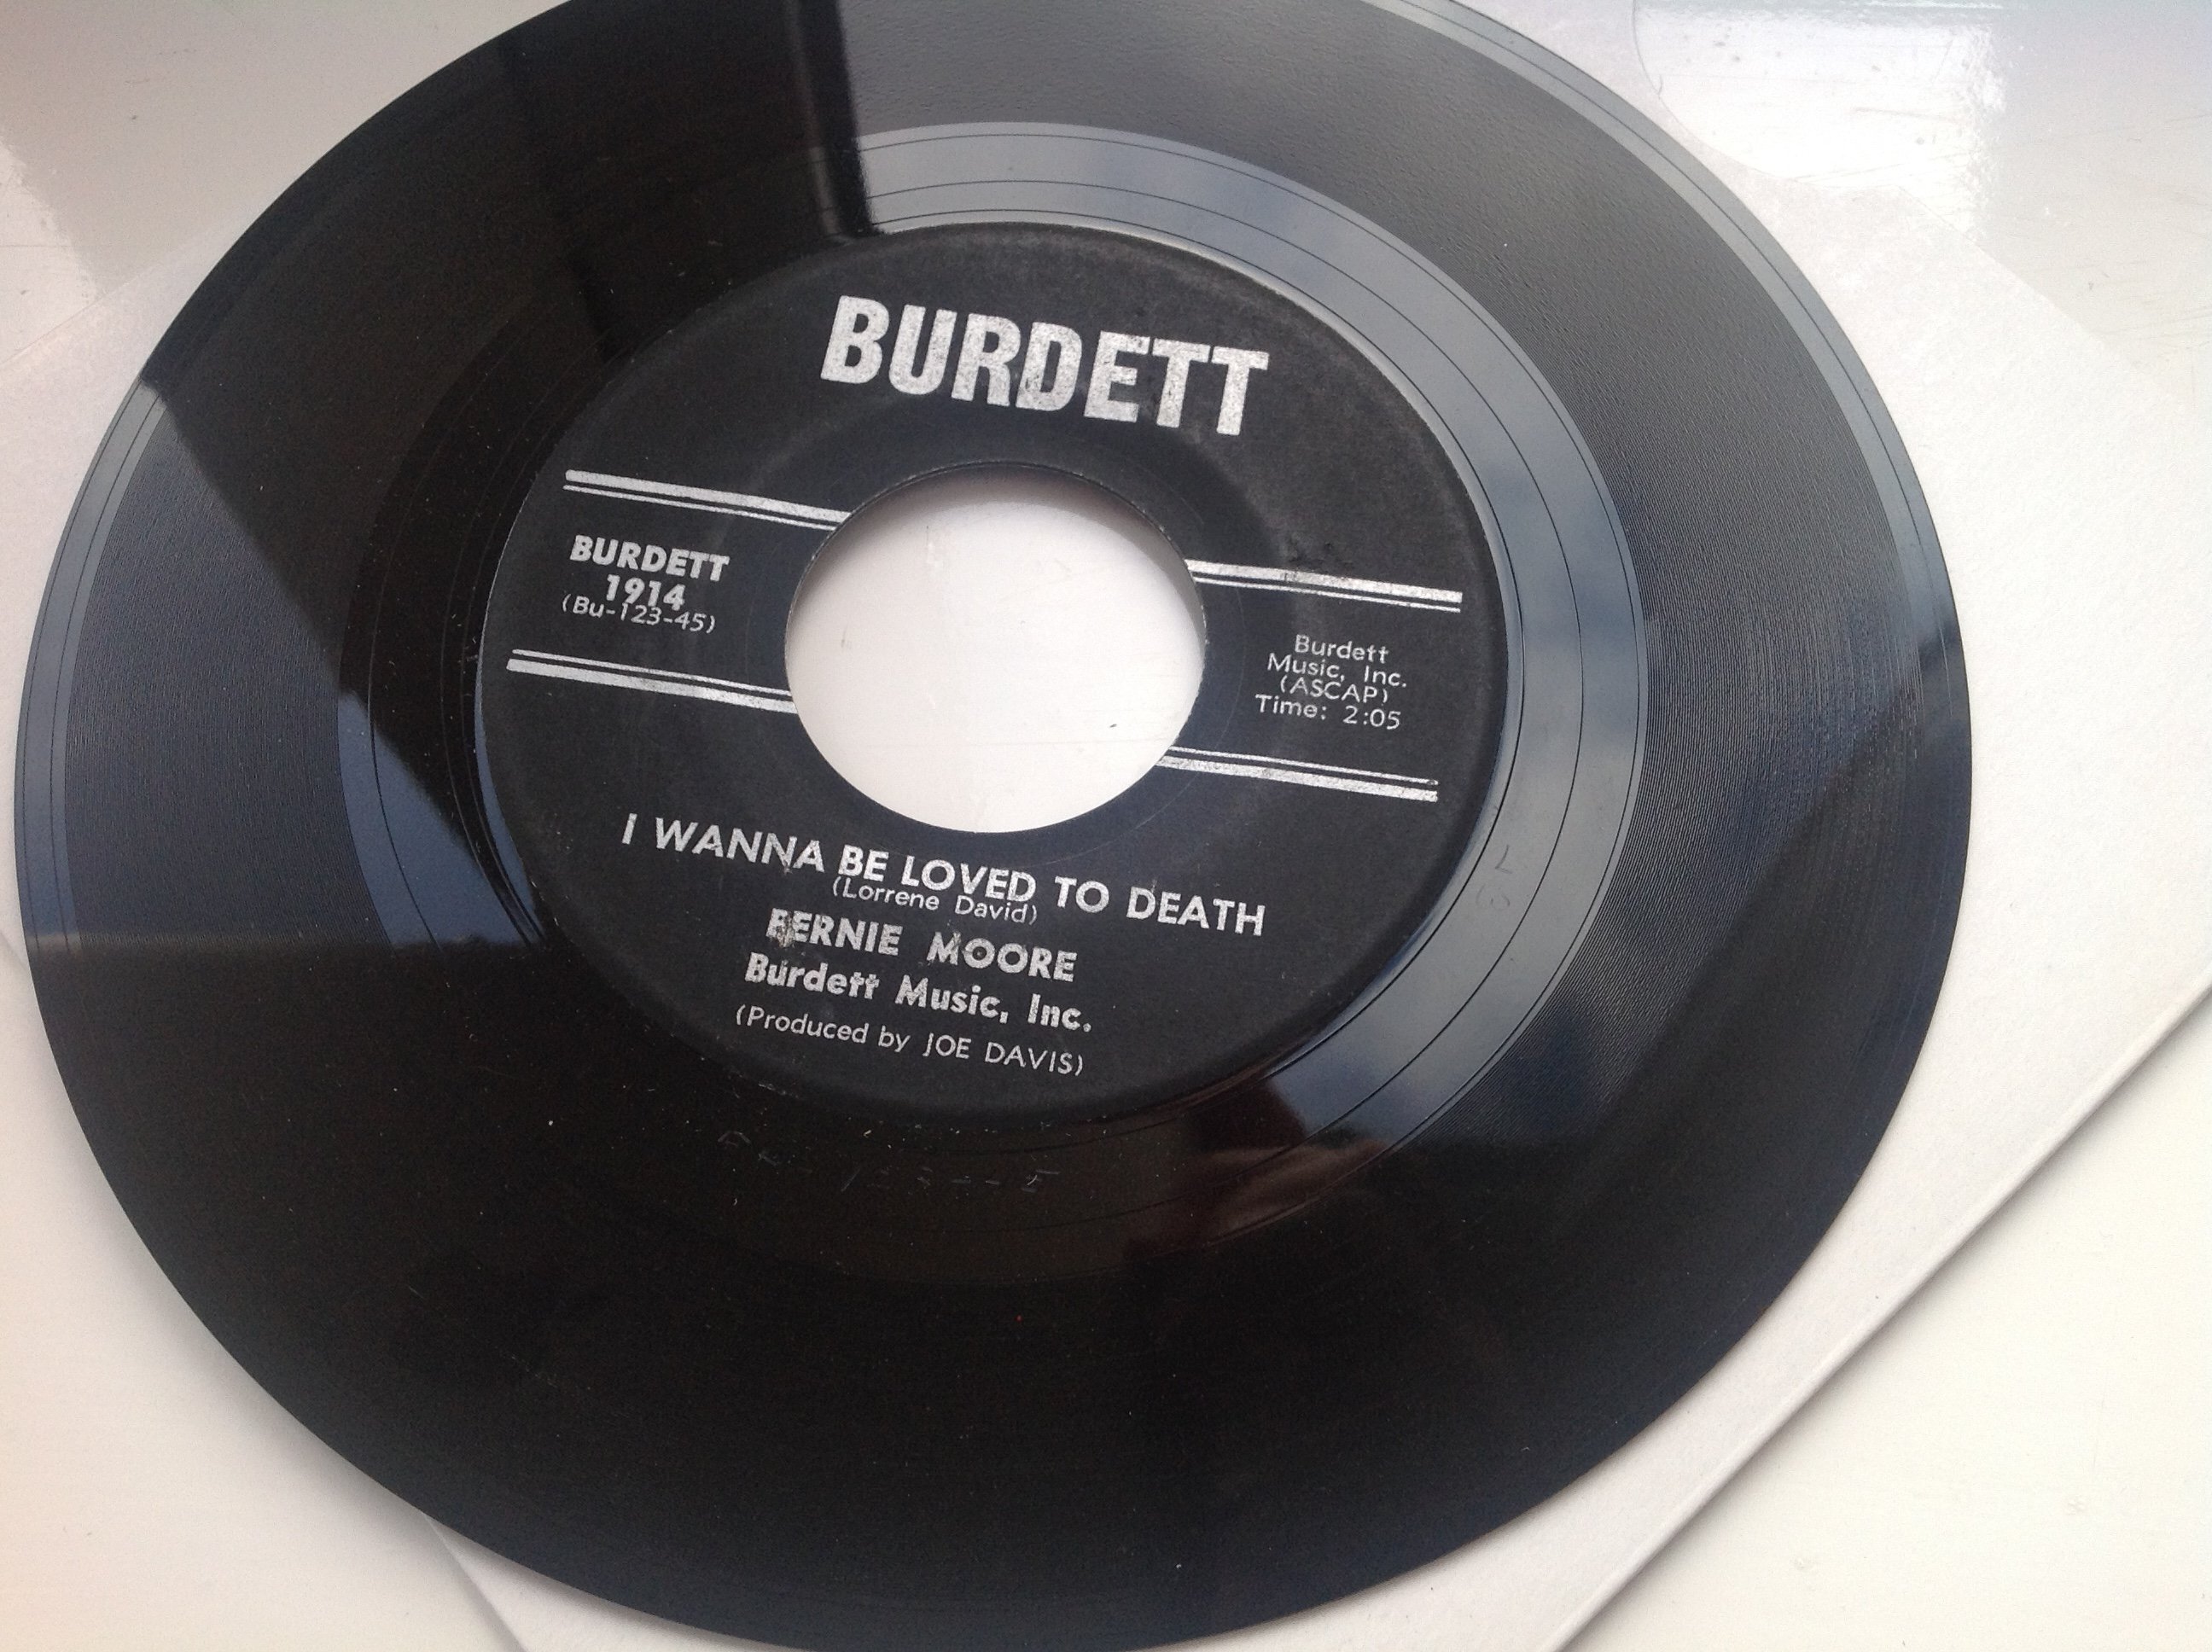 BURDETT
BURDETT
1914
(Bu-123-45)
Burdett
Music, Inc.
(ASCAP)
Time: 2:05
I WANNA BE LOVED TO DEATH
(Lorrene David)
BERNIE MOORE
Burdett Music, Inc.
(Produced by JOE DAVIS)